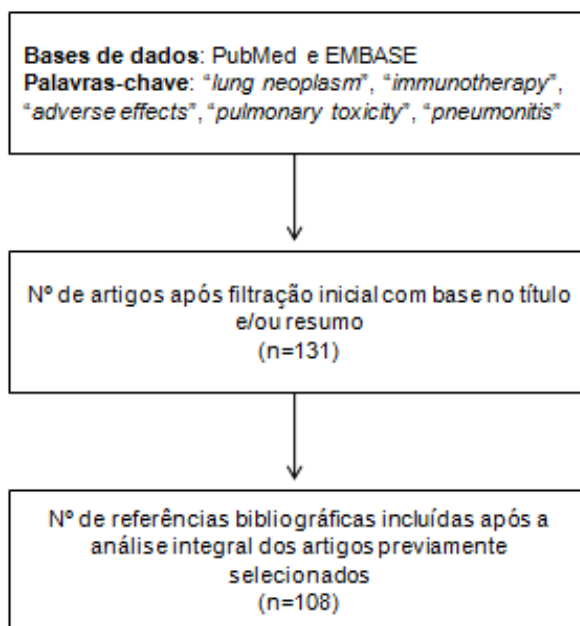 Bases de dados: PubMed e EMBASE
Palavras-chave: “lung neoplasm”, “immunotherapy”,
“adverse effects”, “pulmonary toxicity”, “pneumonitis”
Nº de artigos após filtração inicial com base no título
e/ou resumo
(n=131)
Nº de referências bibliográficas incluídas após a
análise integral dos artigos previamente
selecionados
(n=108)